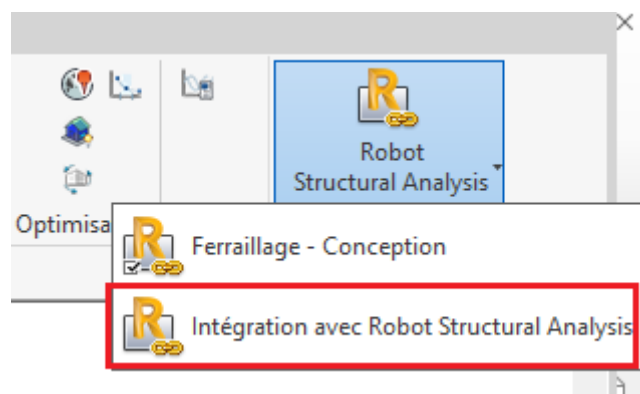 Robot
Structural Analysis
Optimisa
Ferraillage - Conception
Intégration avec Robot Structural Analysis